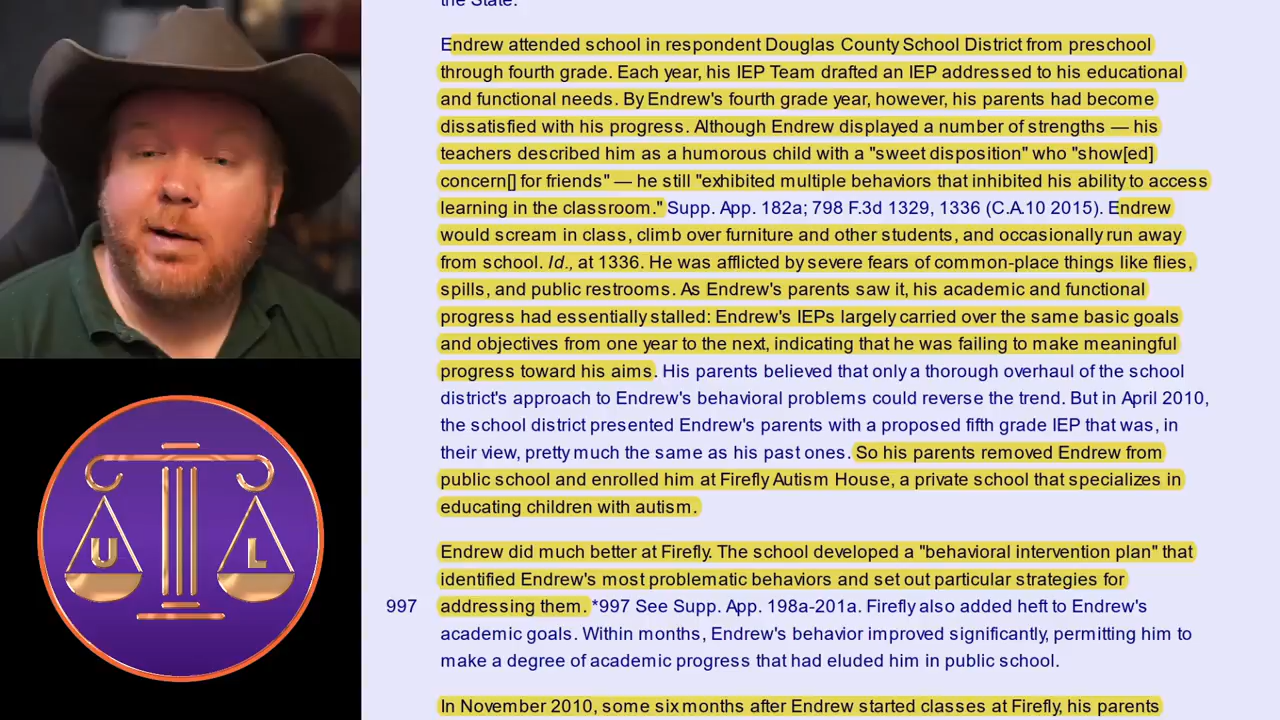 the State.
Endrew attended school in respondent Douglas County School District from preschool
through fourth grade. Each year, his IEP Team drafted an IEP addressed to his educational
and functional needs. By Endrew's fourth grade year, however, his parents had become
dissatisfied with his progress. Although Endrew displayed a number of strengths — his
teachers described him as a humorous child with a "sweet disposition" who "show[ed]
concern[] for friends" — he still "exhibited multiple behaviors that inhibited his ability to access
learning in the classroom." Supp. App. 182a; 798 F.3d 1329, 1336 (C.A.10 2015). Endrew
would scream in class, climb over furniture and other students, and occasionally run away
from school. Id., at 1336. He was afflicted by severe fears of common-place things like flies,
spills, and public restrooms. As Endrew's parents saw it, his academic and functional
progress had essentially stalled: Endrew's IEPs largely carried over the same basic goals
and objectives from one year to the next, indicating that he was failing to make meaningful
progress toward his aims. His parents believed that only a thorough overhaul of the school
district's approach to Endrew's behavioral problems could reverse the trend. But in April 2010,
the school district presented Endrew's parents with a proposed fifth grade IEP that was, in
their view, pretty much the same as his past ones. So his parents removed Endrew from
public school and enrolled him at Firefly Autism House, a private school that specializes in
educating children with autism.
Endrew did much better at Firefly. The school developed a "behavioral intervention plan" that
identified Endrew's most problematic behaviors and set out particular strategies for
997 addressing them. *997 See Supp. App. 198a-201a. Firefly also added heft to Endrew's
academic goals. Within months, Endrew's behavior improved significantly, permitting him to
make a degree of academic progress that had eluded him in public school.
In November 2010, some six months after Endrew started classes at Firefly, his parents
U L